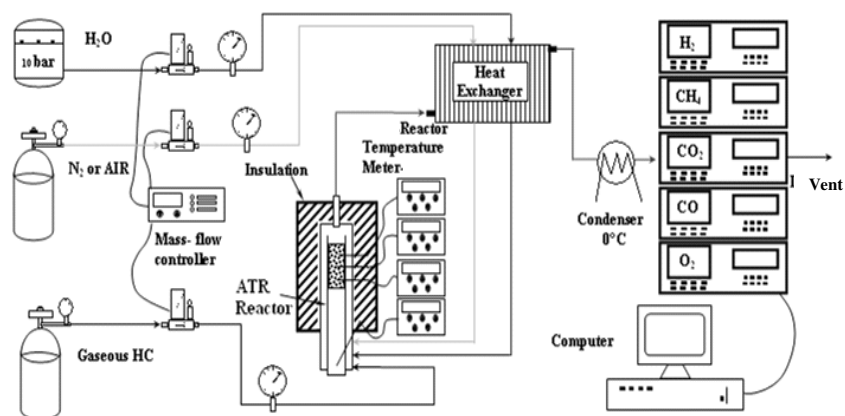 H₂O
10 bar
N₂ or AIR
Mass- flow
controller
Gaseous HC
Insulation
ATR
Reactor
Reactor
Temperature
Meter.
Heat
Exchanger
Condenser
0°C
H₂
CH₄
CO₂
CO
O₂
Vent
Computer